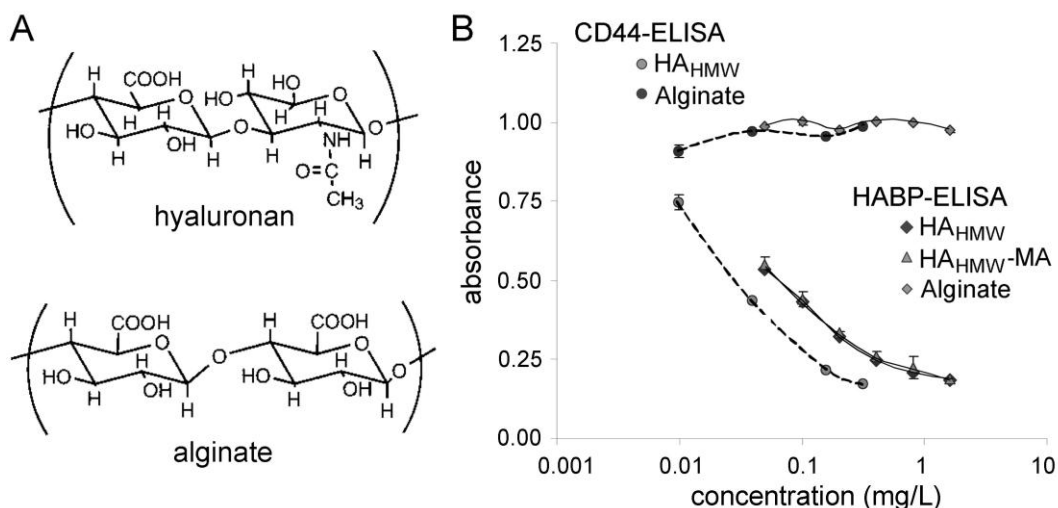 A
H
COOH
H
O
HO
H
H
OH
H
O
HO
OH
HO
H
H
O
H
NH
H
O
O=C
CH3
hyaluronan
H
COOH
H
O
HO
H
H
OH
H
O
H
COOH
H
O
HO
H
H
OH
H
O
alginate
B
CD44-ELISA
HAHMW
Alginate
HABP-ELISA
HAHMW
HAHMW-MA
Alginate
absorbance
1.25
1.00
0.75
0.50
0.25
0.00
0.001
0.01
0.1
1
10
concentration (mg/L)